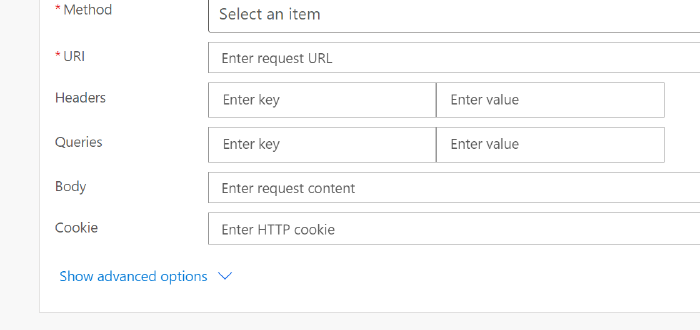 * Method Select an item
* URI Enter request URL
Headers Enter key Enter value
Queries Enter key Enter value
Body Enter request content
Cookie Enter HTTP cookie
Show advanced options